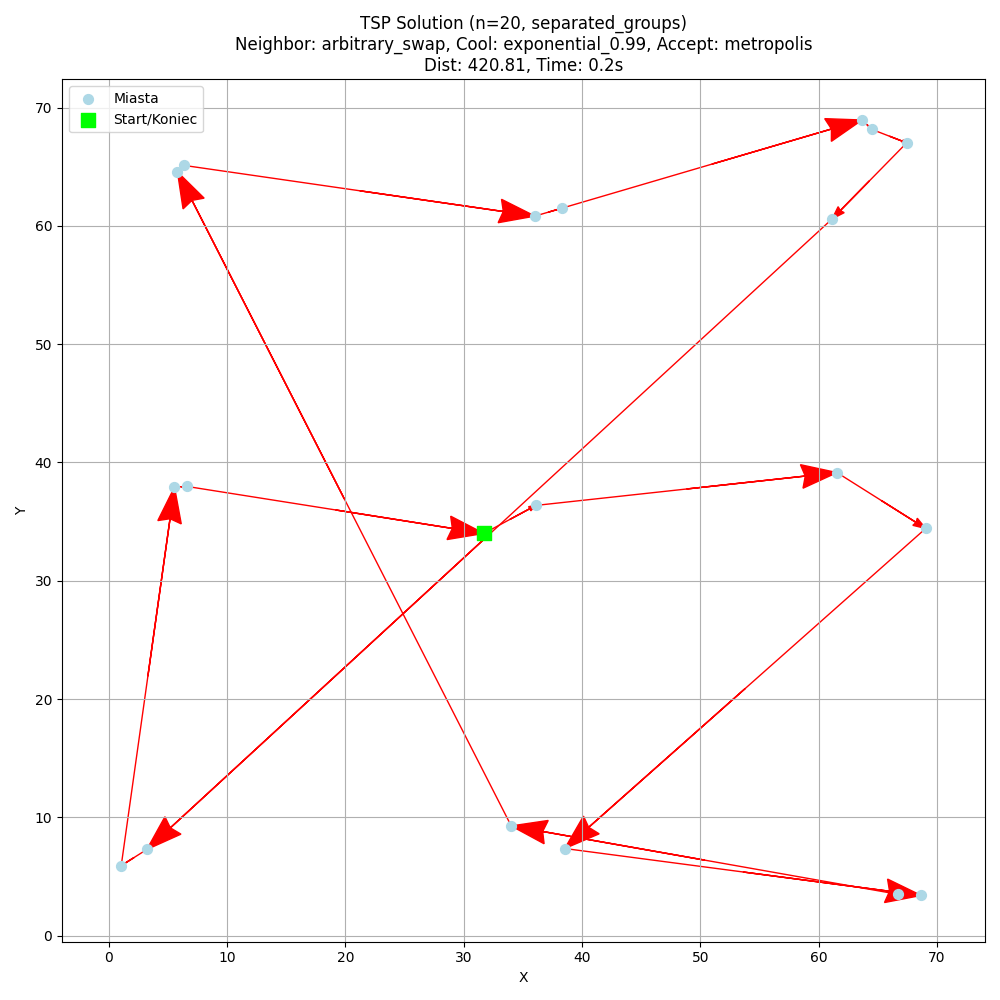 TSP Solution (n=20, separated_groups)
Neighbor: arbitrary_swap, Cool: exponential_0.99, Accept: metropolis
Dist: 420.81, Time: 0.2s
Miasta
Start/Koniec
70
60
50
40
30
20
10
0
Y
0 10 20 30 40 50 60 70
X